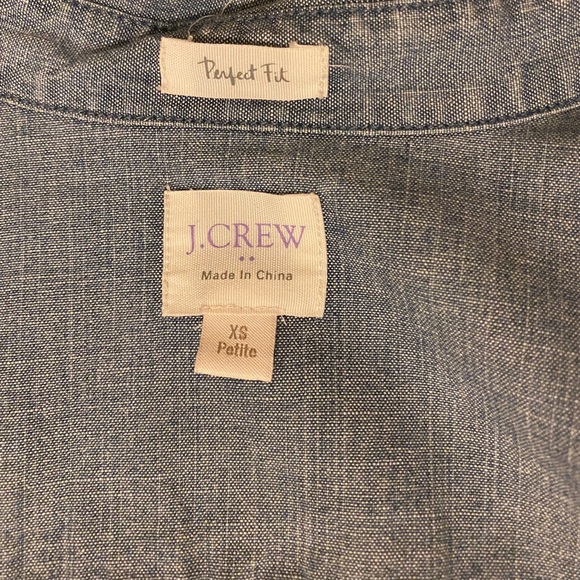 Perfect Fit
J.CREW
Made In China
XS
Petite